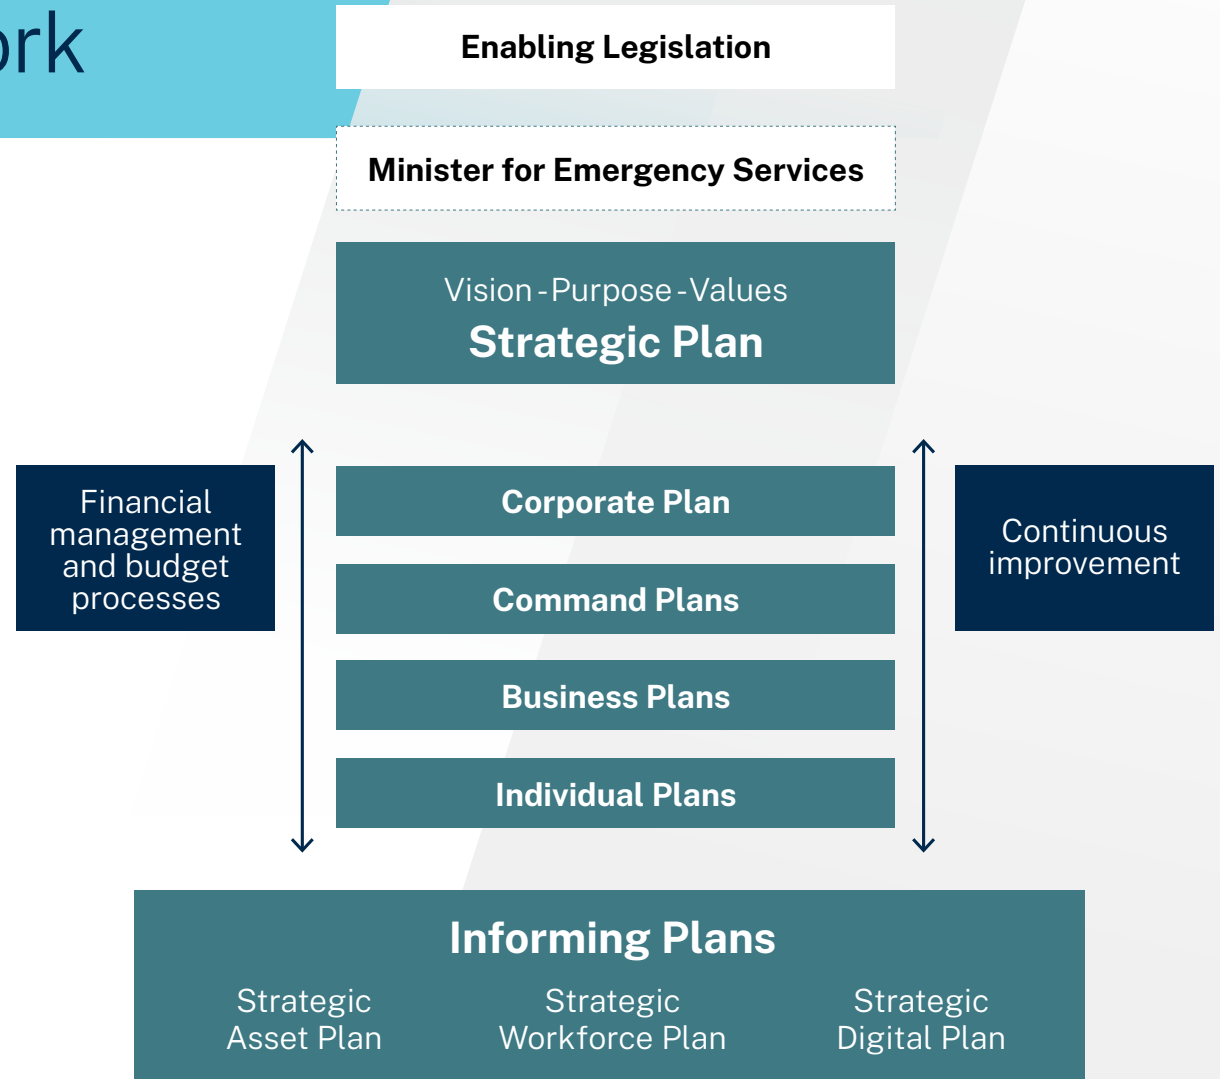 ork
Enabling Legislation
Minister for Emergency Services
Vision - Purpose - Values
Strategic Plan
Financial
management
and budget
processes
Corporate Plan
Command Plans
Business Plans
Individual Plans
Continuous
improvement
Informing Plans
Strategic
Asset Plan
Strategic
Workforce Plan
Strategic
Digital Plan